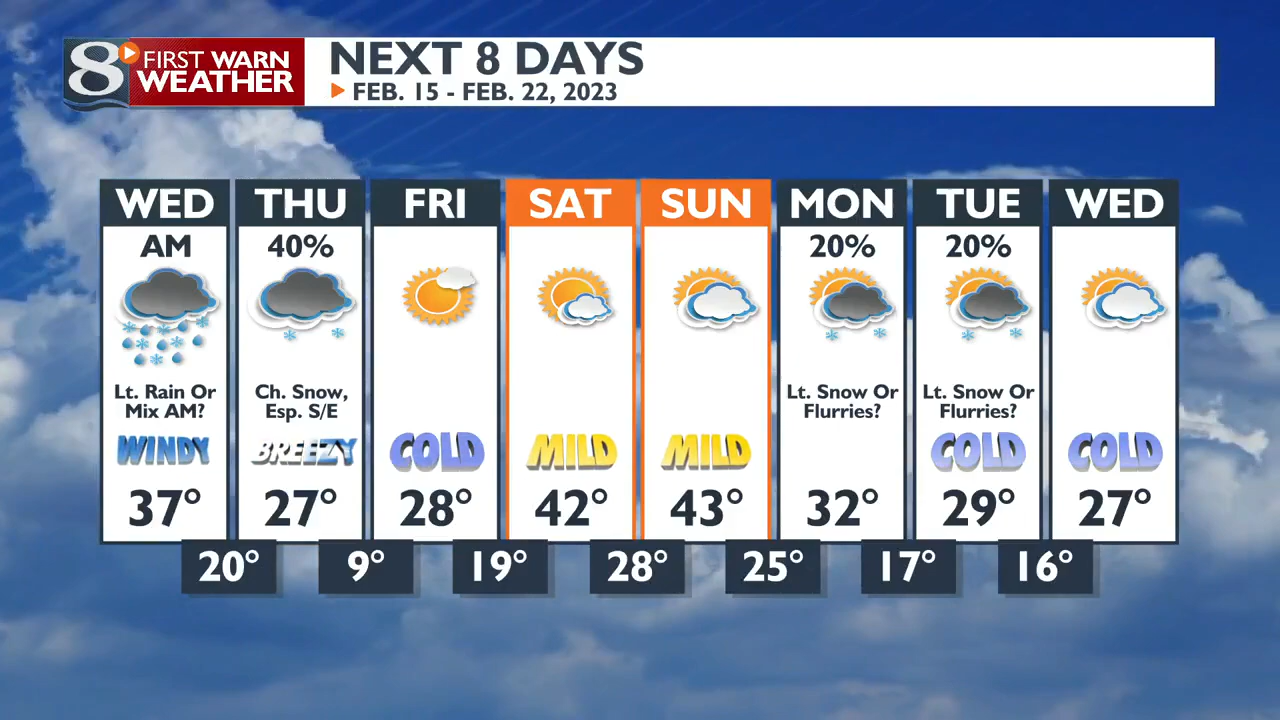 8 FIRST WARN
WEATHER
NEXT 8 DAYS
FEB. 15 - FEB. 22, 2023
WED
AM
Lt. Rain Or
Mix AM?
WINDY
37°
THU
40%
Ch. Snow,
Esp. S/E
BREEZY
27°
FRI
COLD
28°
SAT
MILD
42°
SUN
MILD
43°
MON
20%
Lt. Snow Or
Flurries?
32°
TUE
20%
Lt. Snow Or
Flurries?
COLD
29°
WED
COLD
27°
20°
9°
19°
28°
25°
17°
16°